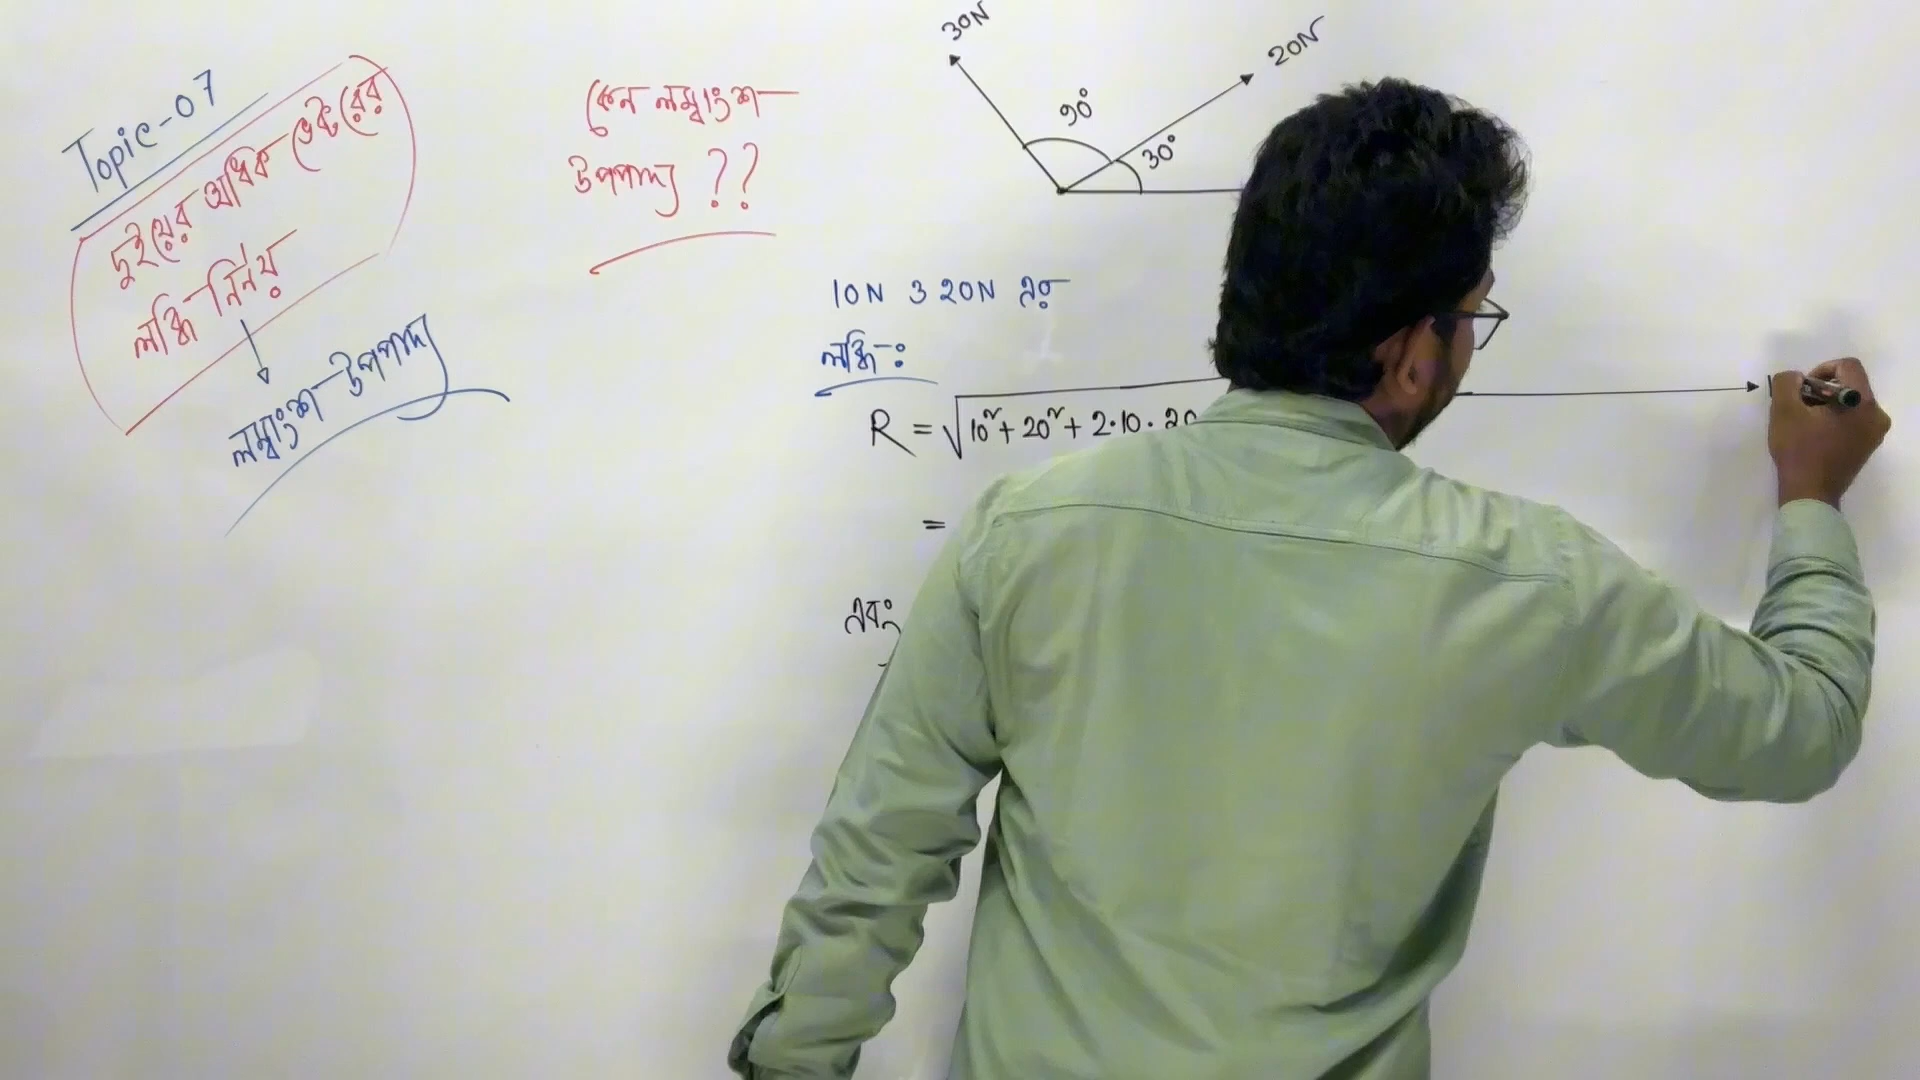 Topic-07
দুইয়ের অধিক ভেক্টরের
লব্ধি নির্নয়
লম্বাংশ উপপাদ্য
কেন লম্বাংশ
উপপাদ্য ??
30N
20N
90°
30°
10N ও 20N এর
লব্ধি:
R = √10² + 20² + 2·10·20
=
এবং